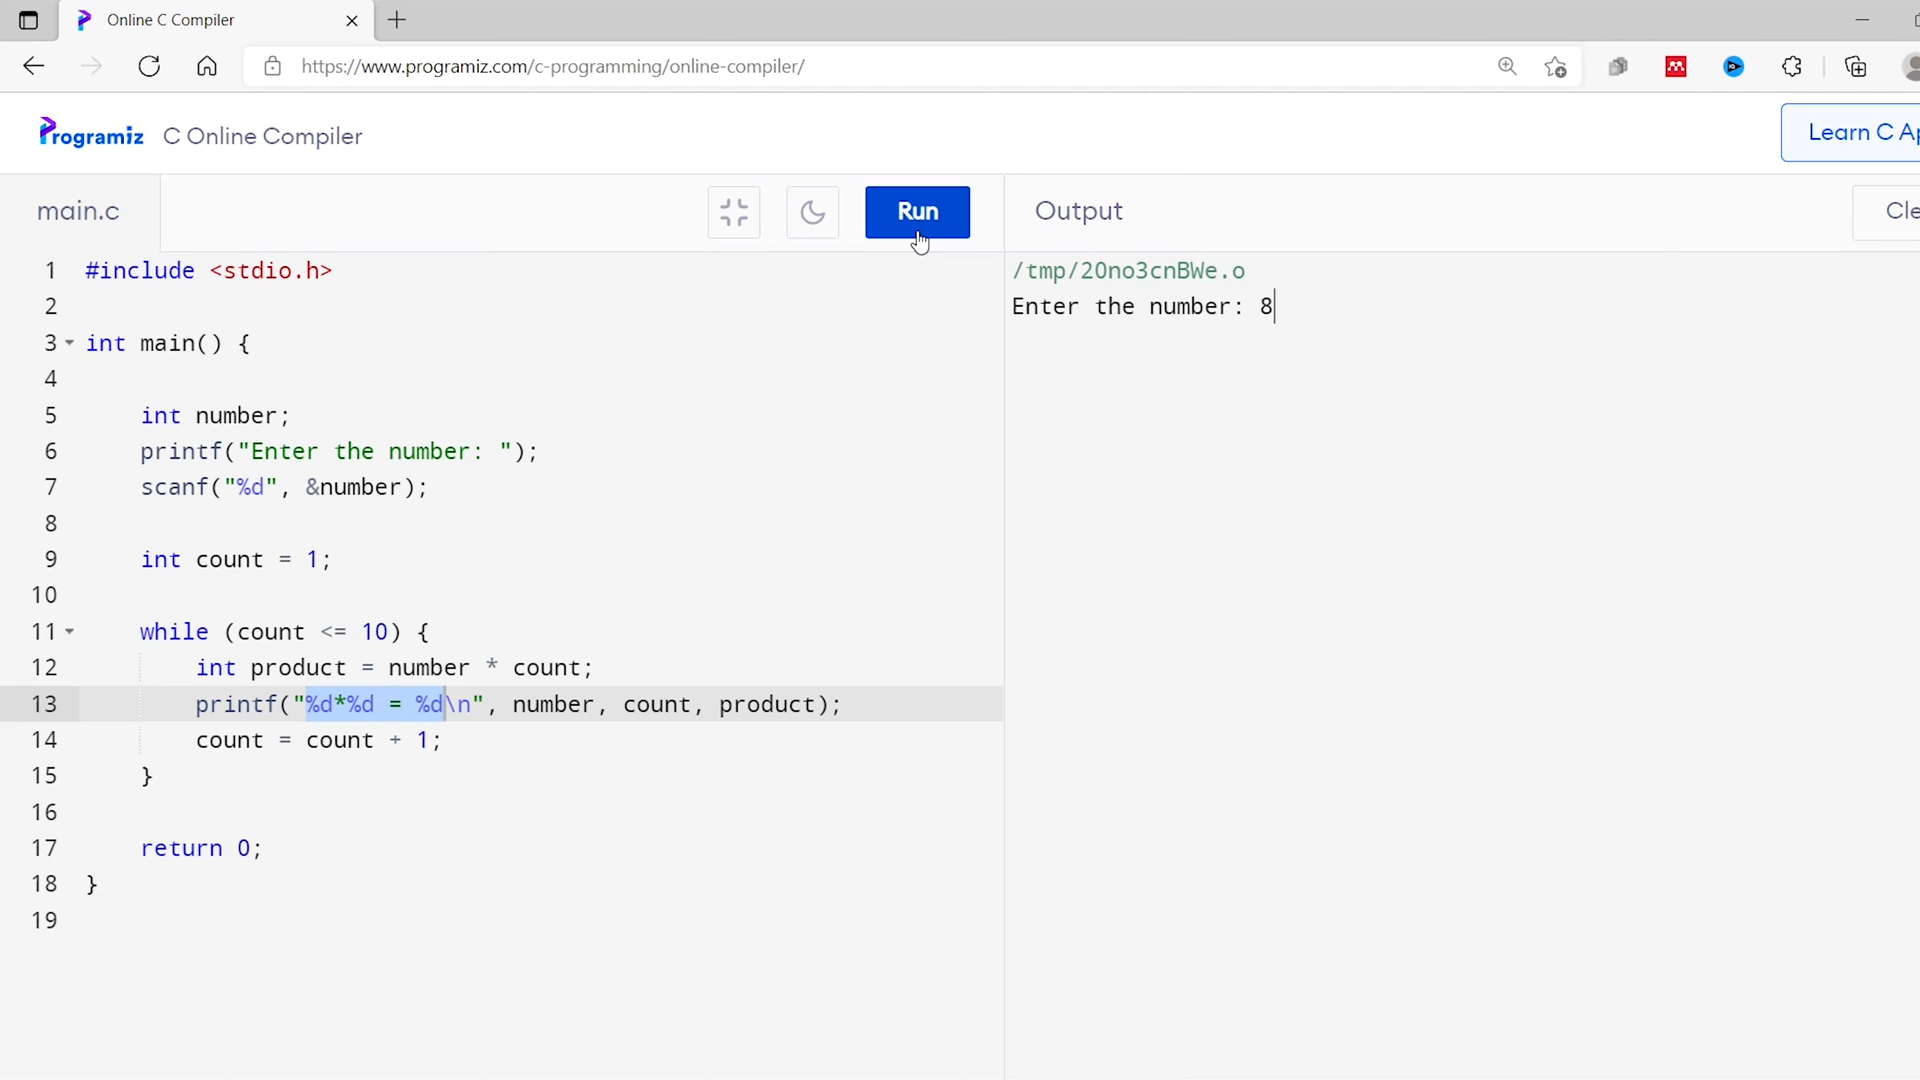 Online C Compiler
https://www.programiz.com/c-programming/online-compiler/
Programiz C Online Compiler
Learn C Ap
main.c
Run
Output
Cle
1 #include <stdio.h>
2
3 int main() {
4
5 int number;
6 printf("Enter the number: ");
7 scanf("%d", &number);
8
9 int count = 1;
10
11 while (count <= 10) {
12 int product = number * count;
13 printf("%d*%d = %d\n", number, count, product);
14 count = count + 1;
15 }
16
17 return 0;
18 }
19
/tmp/20no3cnBWe.o
Enter the number: 8